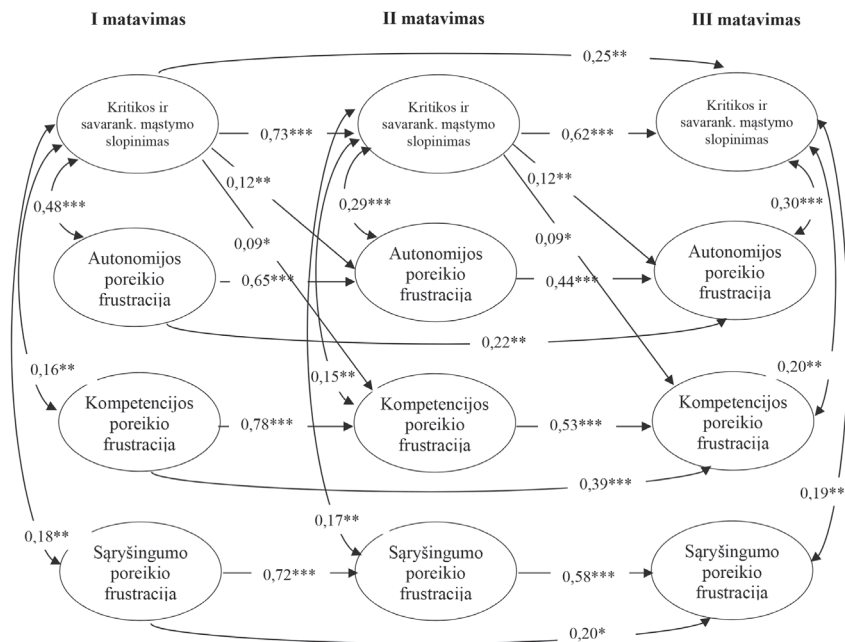 I matavimas
II matavimas
III matavimas
0,25**
Kritikos ir
savarank. mąstymo
slopinimas
0,73***
Kritikos ir
savarank. mąstymo
slopinimas
0,62***
Kritikos ir
savarank. mąstymo
slopinimas
0,12**
0,12**
0,48***
0,29***
0,30***
0,09*
0,09*
Autonomijos
poreikio
frustracija
0,65***
Autonomijos
poreikio
frustracija
0,44***
Autonomijos
poreikio
frustracija
0,22**
0,16**
0,15**
0,20**
Kompetencijos
poreikio
frustracija
0,78***
Kompetencijos
poreikio
frustracija
0,53***
Kompetencijos
poreikio
frustracija
0,39***
0,18**
0,17**
0,19**
Sąryšingumo
poreikio
frustracija
0,72***
Sąryšingumo
poreikio
frustracija
0,58***
Sąryšingumo
poreikio
frustracija
0,20*